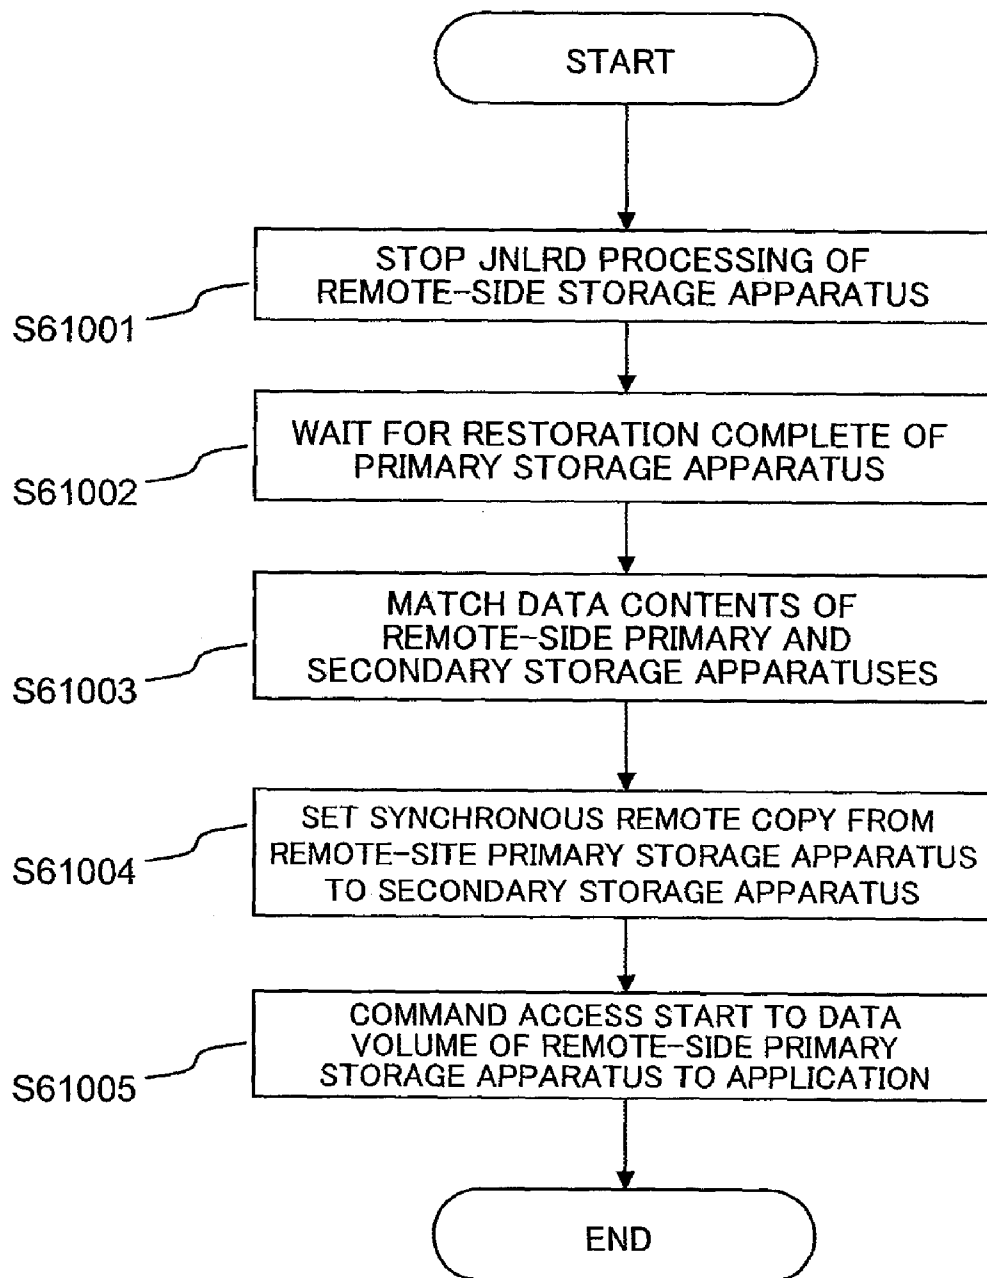 START
STOP JNLRD PROCESSING OF
REMOTE-SIDE STORAGE APPARATUS
S61001
WAIT FOR RESTORATION COMPLETE OF
PRIMARY STORAGE APPARATUS
S61002
MATCH DATA CONTENTS OF
REMOTE-SIDE PRIMARY AND
SECONDARY STORAGE APPARATUSES
S61003
SET SYNCHRONOUS REMOTE COPY FROM
REMOTE-SITE PRIMARY STORAGE APPARATUS
TO SECONDARY STORAGE APPARATUS
S61004
COMMAND ACCESS START TO DATA
VOLUME OF REMOTE-SIDE PRIMARY
STORAGE APPARATUS TO APPLICATION
S61005
END